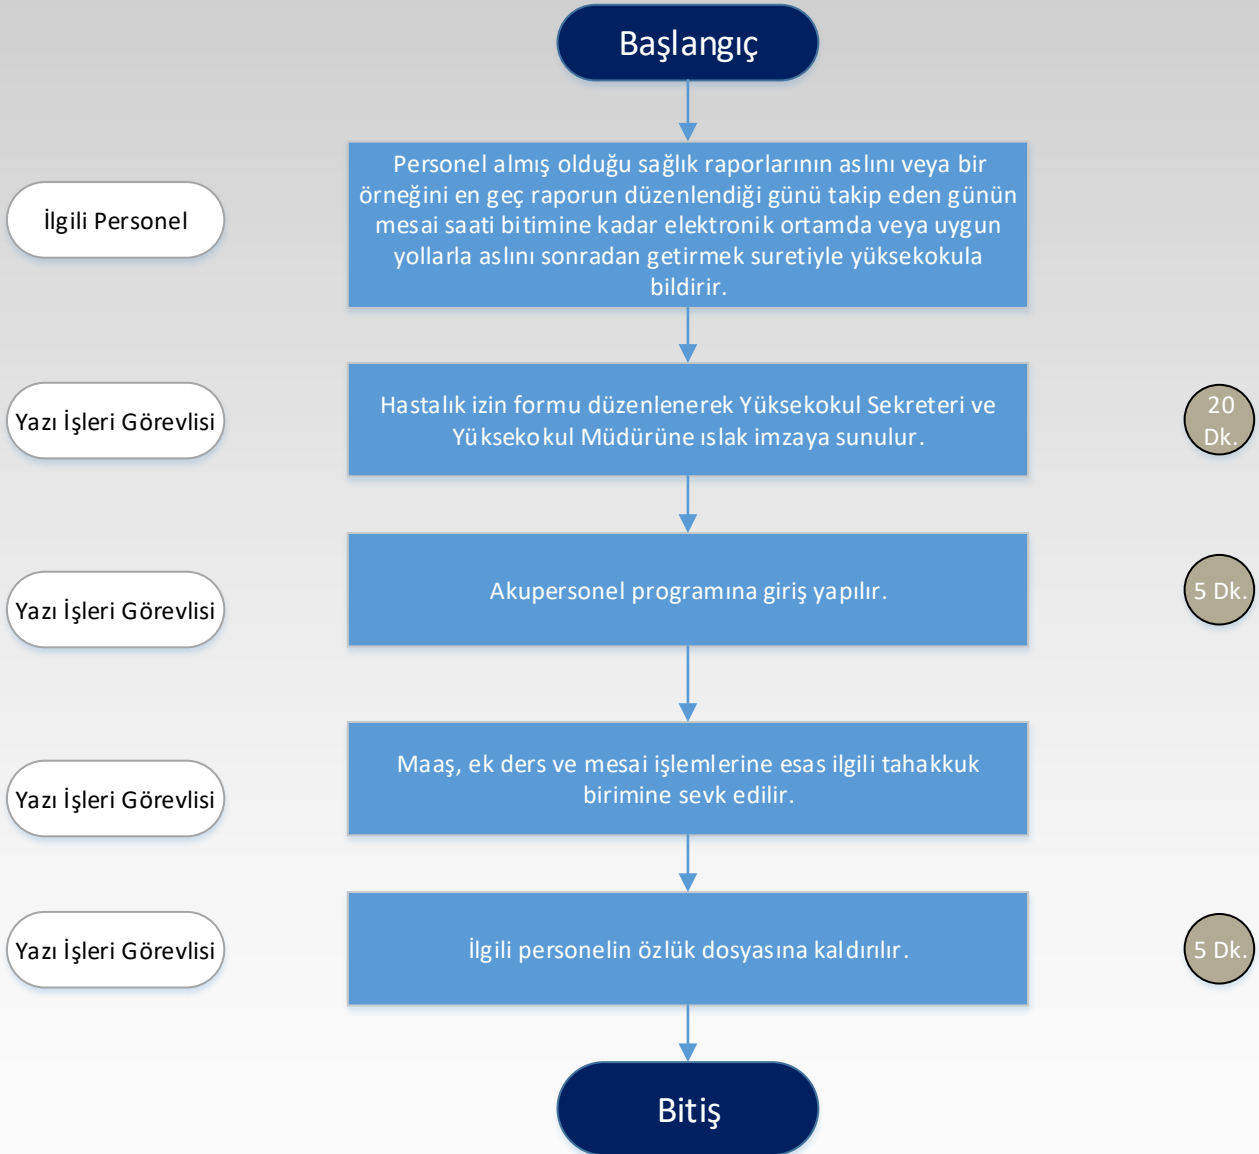 Başlangıç
İlgili Personel
Personel almış olduğu sağlık raporlarının aslını veya bir
örneğini en geç raporun düzenlendiği günü takip eden günün
mesai saati bitimine kadar elektronik ortamda veya uygun
yollarla aslını sonradan getirmek suretiyle yüksekokula
bildirir.
Yazı İşleri Görevlisi
Hastalık izin formu düzenlenerek Yüksekokul Sekreteri ve
Yüksekokul Müdürüne ıslak imzaya sunulur.
20
Dk.
Yazı İşleri Görevlisi
Akupersonel programına giriş yapılır.
5 Dk.
Yazı İşleri Görevlisi
Maaş, ek ders ve mesai işlemlerine esas ilgili tahakkuk
birimine sevk edilir.
Yazı İşleri Görevlisi
İlgili personelin özlük dosyasına kaldırılır.
5 Dk.
Bitiş